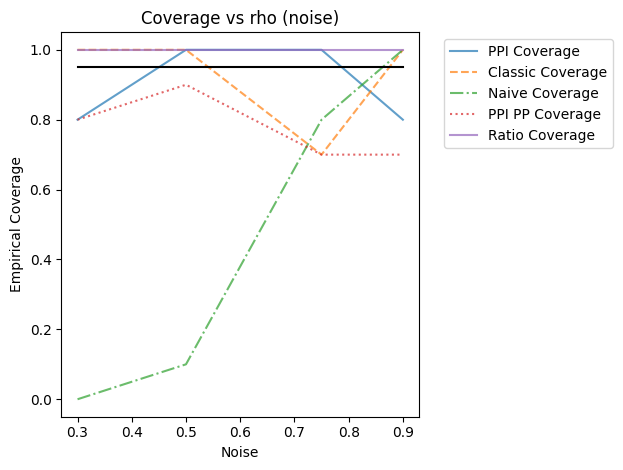 Coverage vs rho (noise)
PPI Coverage
Classic Coverage
Naive Coverage
PPI PP Coverage
Ratio Coverage
Empirical Coverage
1.0
0.8
0.6
0.4
0.2
0.0
0.3 0.4 0.5 0.6 0.7 0.8 0.9
Noise